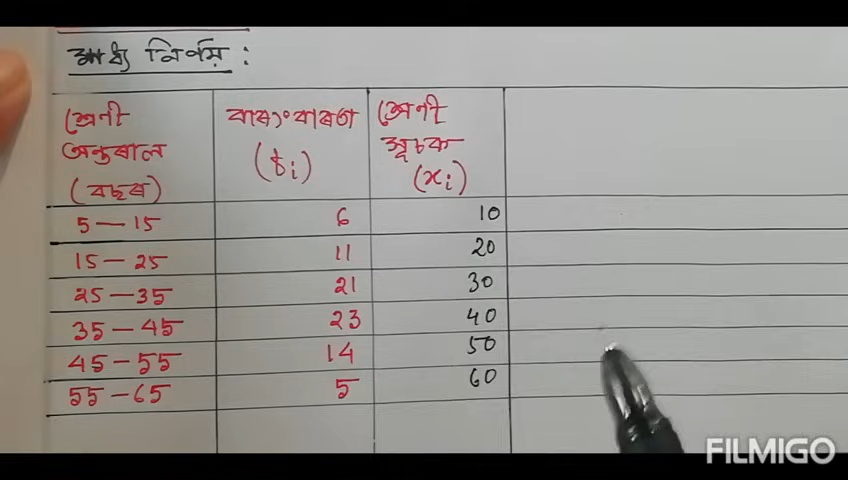 মাধ্য নিৰ্ণয় :
শ্ৰেণী অন্তৰাল (বছৰ) | বাৰংবাৰতা (fi) | শ্ৰেণী সূচক (xi)
5 — 15 | 6 | 10
15 – 25 | 11 | 20
25 – 35 | 21 | 30
35 – 45 | 23 | 40
45 – 55 | 14 | 50
55 – 65 | 5 | 60
FILMIGO